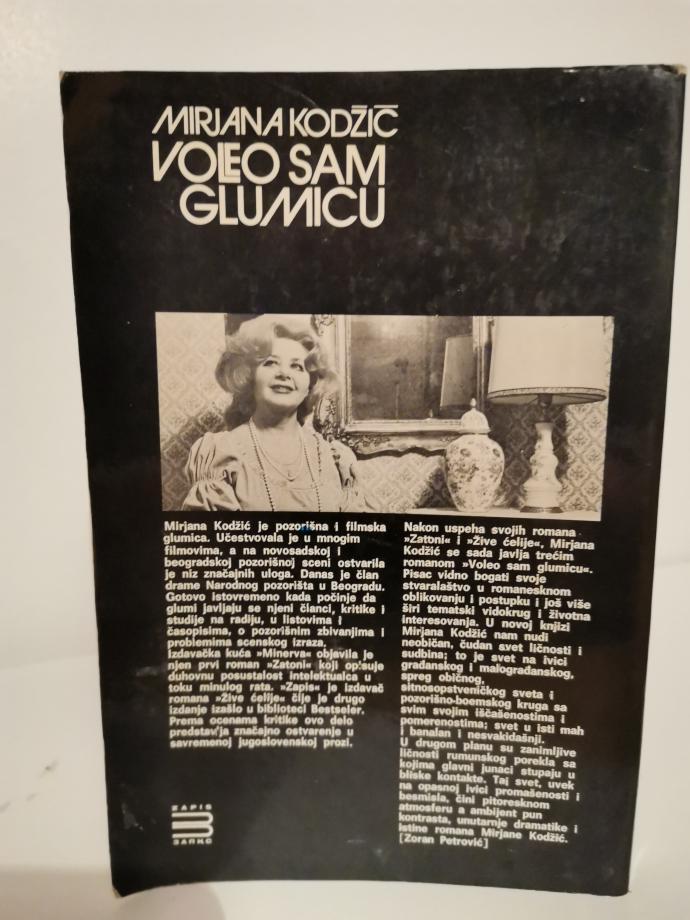 MIRJANA KODŽIĆ
VOLEO SAM
GLUMICU
Mirjana Kodžić je pozorišna i filmska
glumica. Učestvovala je u mnogim
filmovima, a na novosadskoj i
beogradskoj pozorišnoj sceni ostvarila
je niz značajnih uloga. Danas je član
drame Narodnog pozorišta u Beogradu.
Gotovo istovremeno kada počinje da
glumi javljaju se njeni članci, kritike i
studije na radiju, u listovima i
časopisima, o pozorišnim zbivanjima i
problemima scenskog izraza.
Izdavačka kuća »Minerva« objavila je
njen prvi roman »Zatoni« koji opisuje
duhovnu posustalost intelektualca u
toku minulog rata. »Zapis« je izdavač
romana »Žive ćelije« čije je drugo
izdanje izašlo u biblioteci Bestseler.
Prema ocenama kritike ovo delo
predstavlja značajno ostvarenje u
savremenoj jugoslovenskoj prozi.
Nakon uspeha svojih romana
»Zatoni« i »Žive ćelije«, Mirjana
Kodžić se sada javlja trećim
romanom »Voleo sam glumicu«.
Pisac vidno bogati svoje
stvaralaštvo u romanesknom
oblikovanju i postupku i još više
širi tematski vidokrug i životna
interesovanja. U novoj knjizi
Mirjana Kodžić nam nudi
neobičan, čudan svet ličnosti i
sudbina; to je svet na ivici
građanskog i malograđanskog,
spreg običnog,
sitnosopstveničkog sveta i
pozorišno-boemskog kruga sa
svim svojim iščašenostima i
pomerenostima; svet u isti mah
i banalan i nesvakidašnji.
U drugom planu su zanimljive
ličnosti rumunskog porekla sa
kojima glavni junaci stupaju u
bliske kontakte. Taj svet, uvek
na opasnoj ivici promašenosti i
besmisla, čini pitoresknom
atmosferu a ambijent pun
kontrasta, unutarnje dramatike i
istine romana Mirjane Kodžić.
[Zoran Petrović]
ZAPIS
ЗАПИС